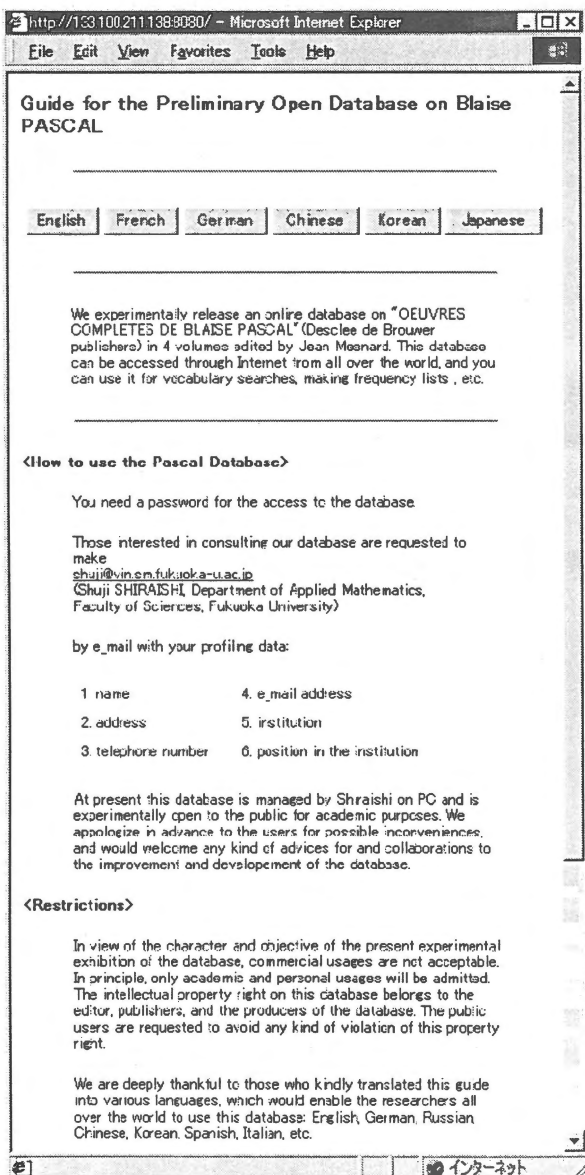 http://133.100.211.138:8080/ - Microsoft Internet Explorer
File Edit View Favorites Tools Help
Guide for the Preliminary Open Database on Blaise
PASCAL
English French German Chinese Korean Japanese
We experimentally release an online database on "OEUVRES
COMPLETES DE BLAISE PASCAL" (Desclee de Brouwer
publishers) in 4 volumes edited by Jean Mesnard. This database
can be accessed through Internet from all over the world, and you
can use it for vocabulary searches, making frequency lists , etc.
<How to use the Pascal Database>
You need a password for the access to the database.
Those interested in consulting our database are requested to
make
shuji@vin.sm.fukuoka-u.ac.jp
(Shuji SHIRAISHI, Department of Applied Mathematics,
Faculty of Sciences, Fukuoka University)
by e_mail with your profiling data:
1 name 4. e_mail address
2. address 5. institution
3. telephone number 6. position in the institution
At present this database is managed by Shiraishi on PC and is
experimentally open to the public for academic purposes. We
appologize in advance to the users for possible inconveniences,
and would welcome any kind of advices for and collaborations to
the improvement and developement of the database.
<Restrictions>
In view of the character and objective of the present experimental
exhibition of the database, commercial usages are not acceptable.
In principle, only academic and personal usages will be admitted.
The intellectual property right on this database belongs to the
editor, publishers, and the producers of the database. The public
users are requested to avoid any kind of violation of this property
right.
We are deeply thankful to those who kindly translated this guide
into various languages, which would enable the researchers all
over the world to use this database: English, German, Russian
Chinese, Korean, Spanish, Italian, etc.
インターネット